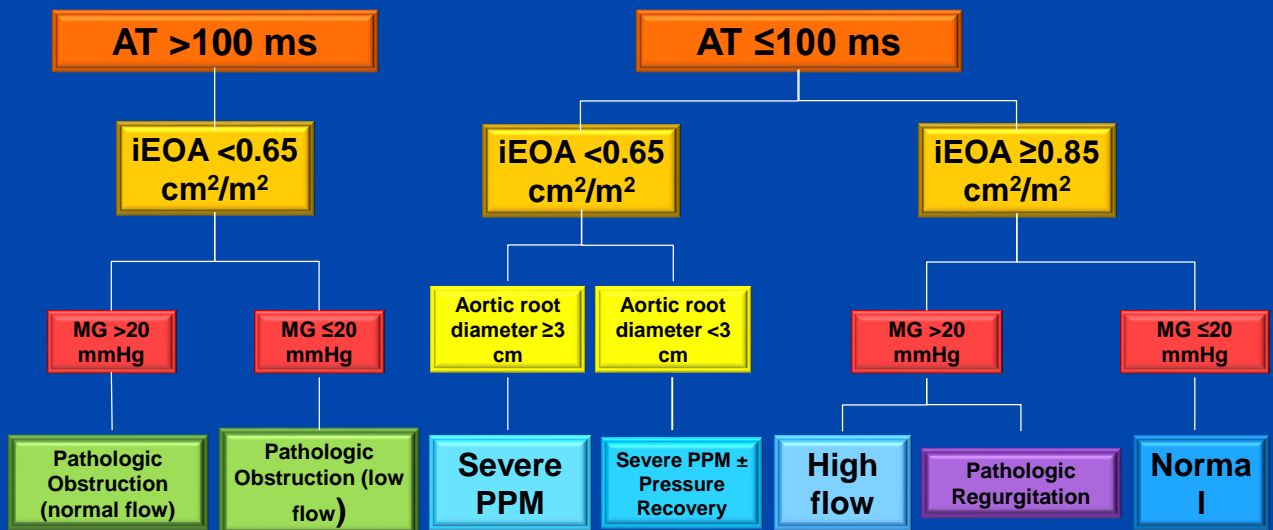 AT >100 ms
AT ≤100 ms
iEOA <0.65
cm²/m²
iEOA <0.65
cm²/m²
iEOA ≥0.85
cm²/m²
Aortic root
diameter ≥3
cm
Aortic root
diameter <3
cm
MG >20
mmHg
MG ≤20
mmHg
MG >20
mmHg
MG ≤20
mmHg
Pathologic
Obstruction
(normal flow)
Pathologic
Obstruction (low
flow)
Severe
PPM
Severe PPM ±
Pressure
Recovery
High
flow
Pathologic
Regurgitation
Norma
l